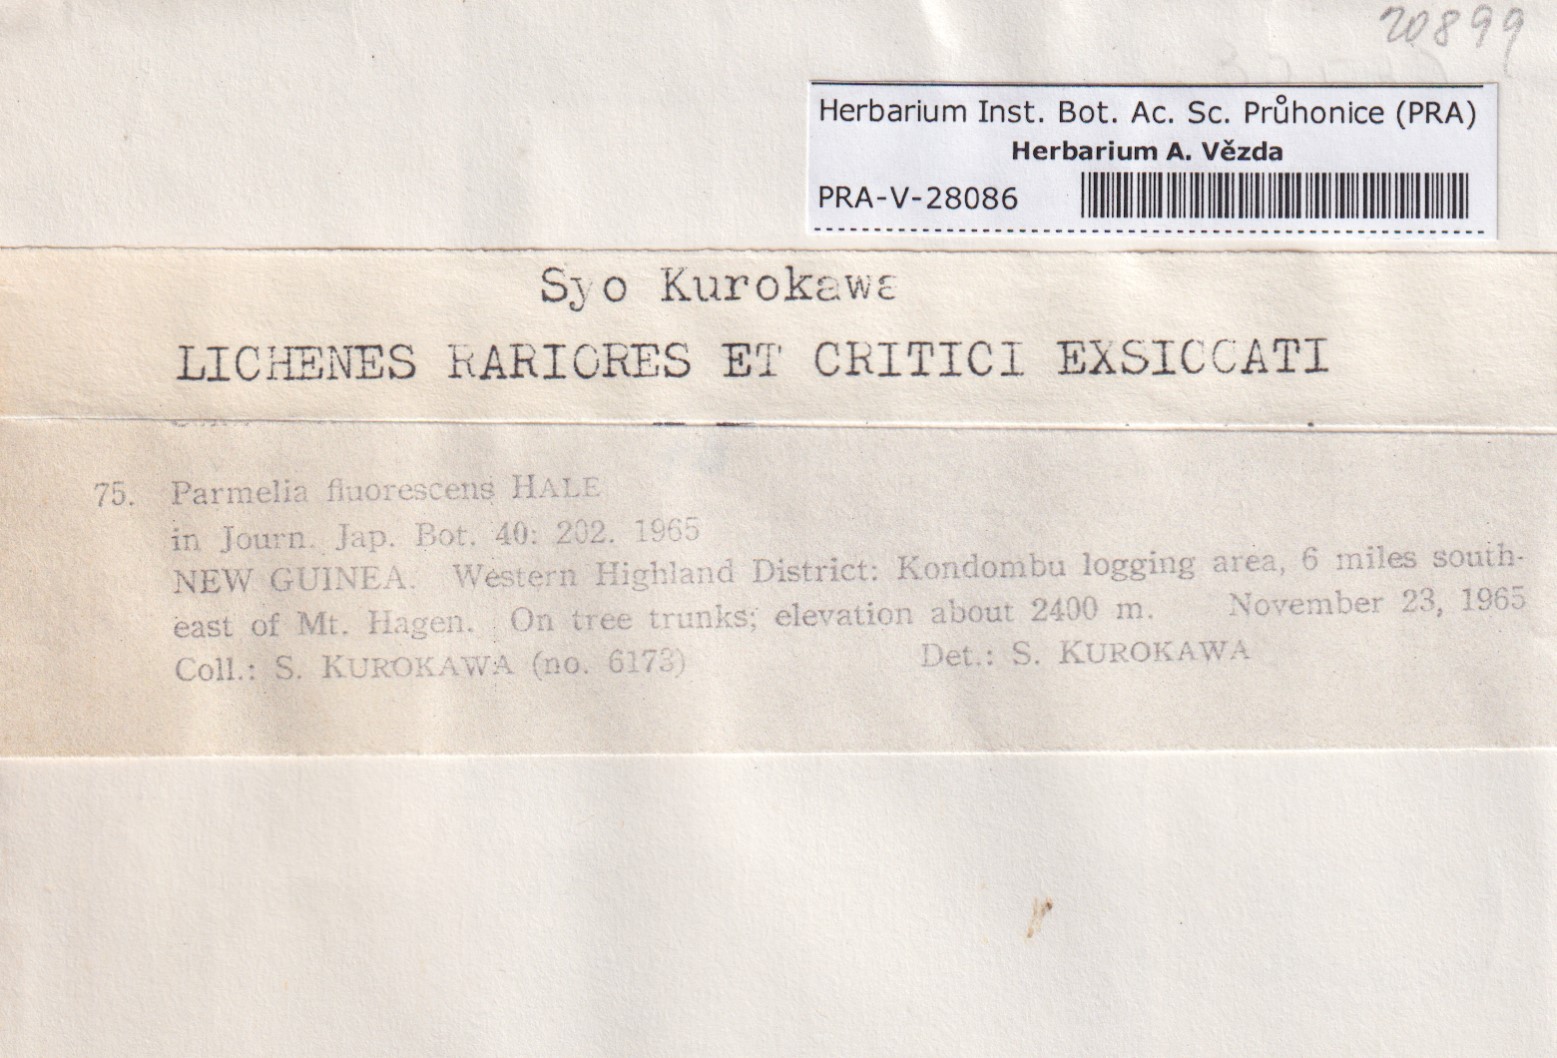 20899
Herbarium Inst. Bot. Ac. Sc. Průhonice (PRA)
Herbarium A. Vězda
PRA-V-28086
Syo Kurokawa
LICHENES RARIORES ET CRITICI EXSICCATI
75. Parmelia fluorescens HALE
in Journ. Jap. Bot. 40: 202. 1965
NEW GUINEA. Western Highland District: Kondombu logging area, 6 miles south-
east of Mt. Hagen. On tree trunks; elevation about 2400 m. November 23, 1965
Coll.: S. KUROKAWA (no. 6173) Det.: S. KUROKAWA